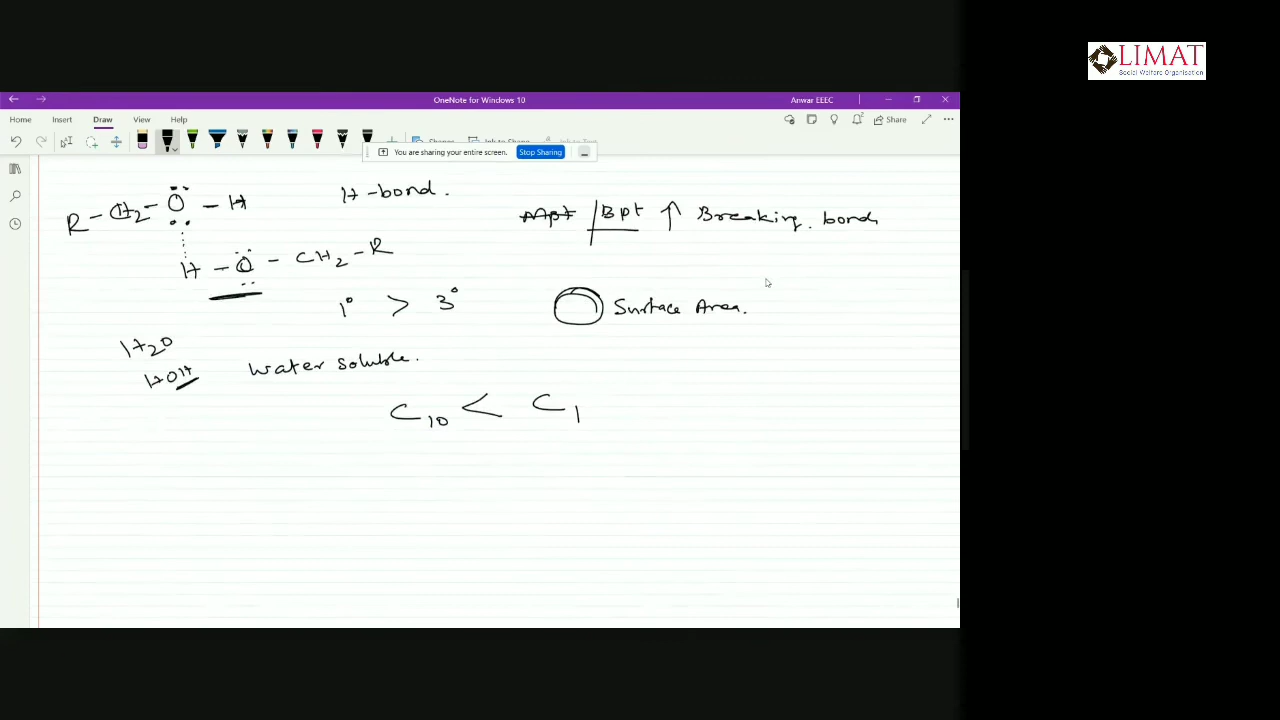 LIMAT
Social Welfare Organisation
OneNote for Windows 10
Anwar EEEC
Home Insert Draw View Help
Share
You are sharing your entire screen. Stop Sharing
R - CH2 - O - H
H-bond.
Mpt | Bpt ↑ Breaking bond
H - O - CH2 - R
1° > 3°
Surface Area.
H2O
HOH
Water soluble.
C10 < C1